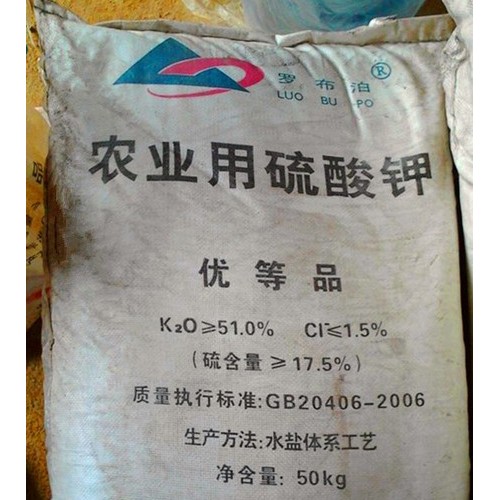 罗布泊®
LUO BU PO
农业用硫酸钾
优等品
K₂O≥51.0% Cl⁻≤1.5%
(硫含量≥17.5%)
质量执行标准:GB20406-2006
生产方法:水盐体系工艺
净含量: 50kg